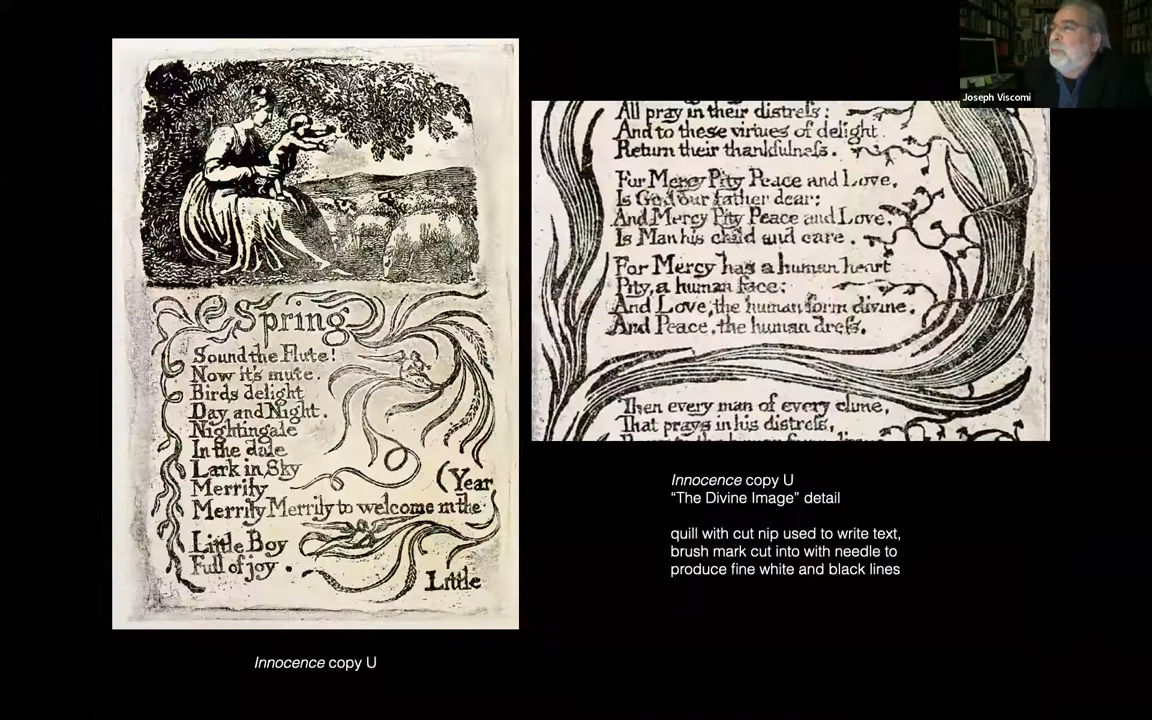 Joseph Viscomi
Spring
Sound the Flute!
Now it's mute.
Birds delight
Day and Night.
Nightingale
In the dale
Lark in Sky
Merrily
Merrily Merrily to welcome in the
(Year
Little Boy
Full of joy.
Little
Innocence copy U
All pray in their distreſs:
And to these virtues of delight
Return their thankfulneſs.
For Mercy Pity Peace and Love,
Is God our father dear:
And Mercy Pity Peace and Love,
Is Man his child and care.
For Mercy has a human heart
Pity, a human face:
And Love, the human form divine.
And Peace, the human dreſs.
Then every man of every clime,
That prays in his distreſs,
Innocence copy U
“The Divine Image” detail
quill with cut nip used to write text,
brush mark cut into with needle to
produce fine white and black lines